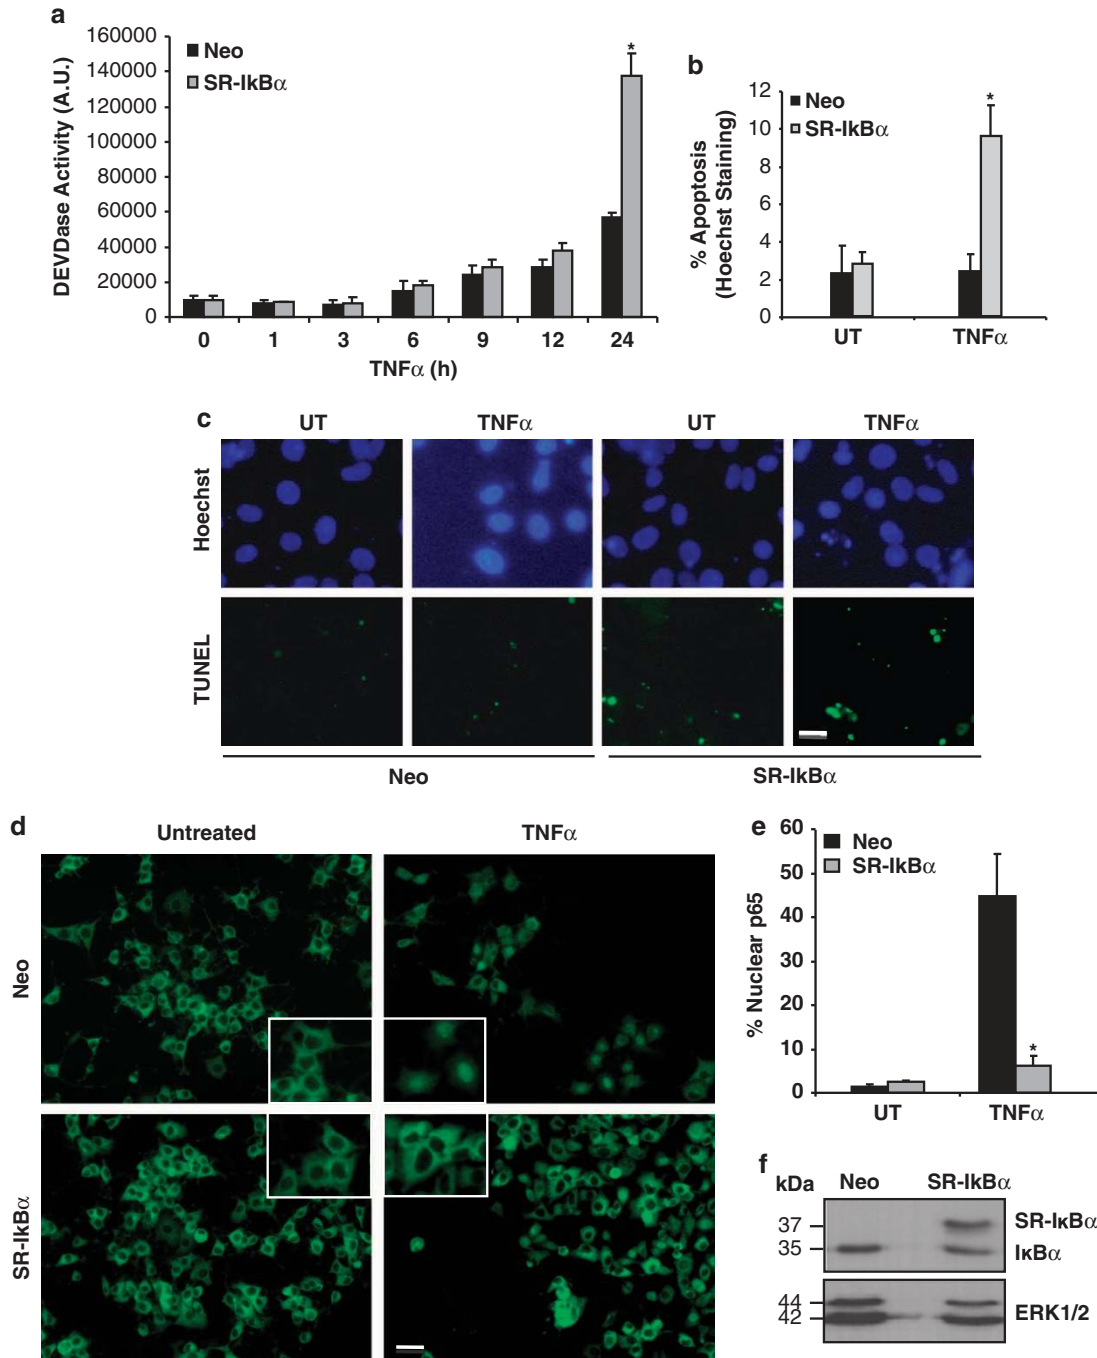 a
160000
140000
120000
100000
80000
60000
40000
20000
0
DEVDase Activity (A.U.)
Neo
SR-IkBα
*
0 1 3 6 9 12 24
TNFα (h)
b
12
10
8
6
4
2
0
% Apoptosis
(Hoechst Staining)
Neo
SR-IkBα
*
UT TNFα
c
UT TNFα UT TNFα
Hoechst
TUNEL
Neo SR-IkBα
d
Untreated TNFα
Neo
SR-IkBα
e
60
50
40
30
20
10
0
% Nuclear p65
Neo
SR-IkBα
*
UT TNFα
f
kDa Neo SR-IkBα
37 SR-IκBα
35 IκBα
44
42
ERK1/2